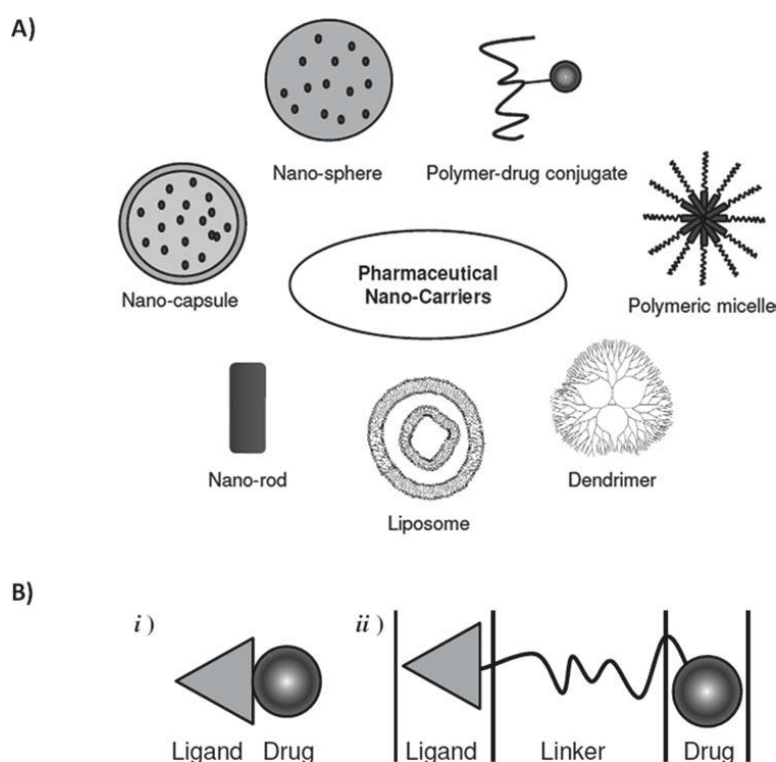 A)
Nano-sphere
Polymer-drug conjugate
Nano-capsule
Pharmaceutical
Nano-Carriers
Polymeric micelle
Nano-rod
Liposome
Dendrimer
B)
i )
ii )
Ligand Drug
Ligand Linker Drug